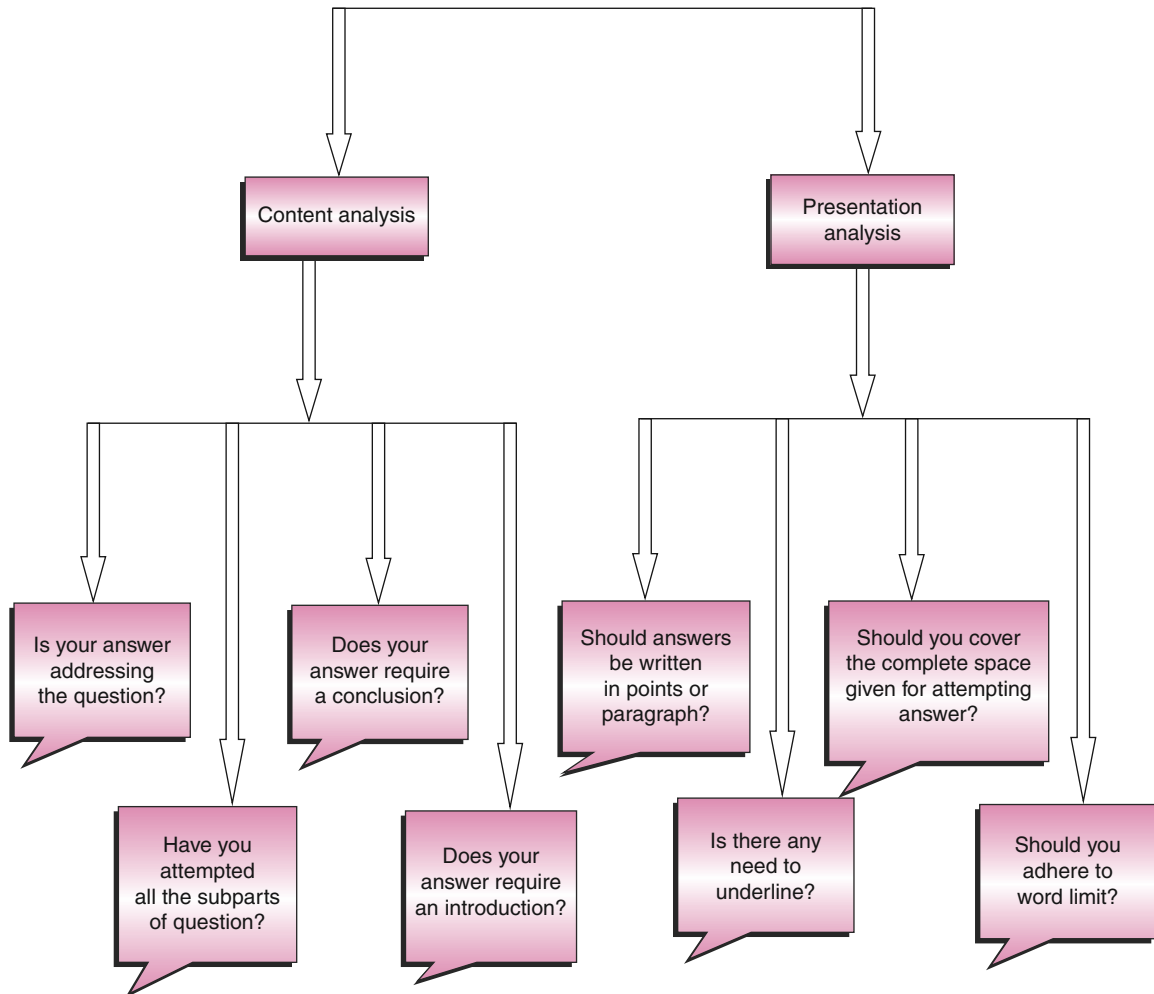 Content analysis
Presentation
analysis
Is your answer
addressing
the question?
Does your
answer require
a conclusion?
Should answers
be written
in points or
paragraph?
Should you cover
the complete space
given for attempting
answer?
Have you
attempted
all the subparts
of question?
Does your
answer require
an introduction?
Is there any
need to
underline?
Should you
adhere to
word limit?